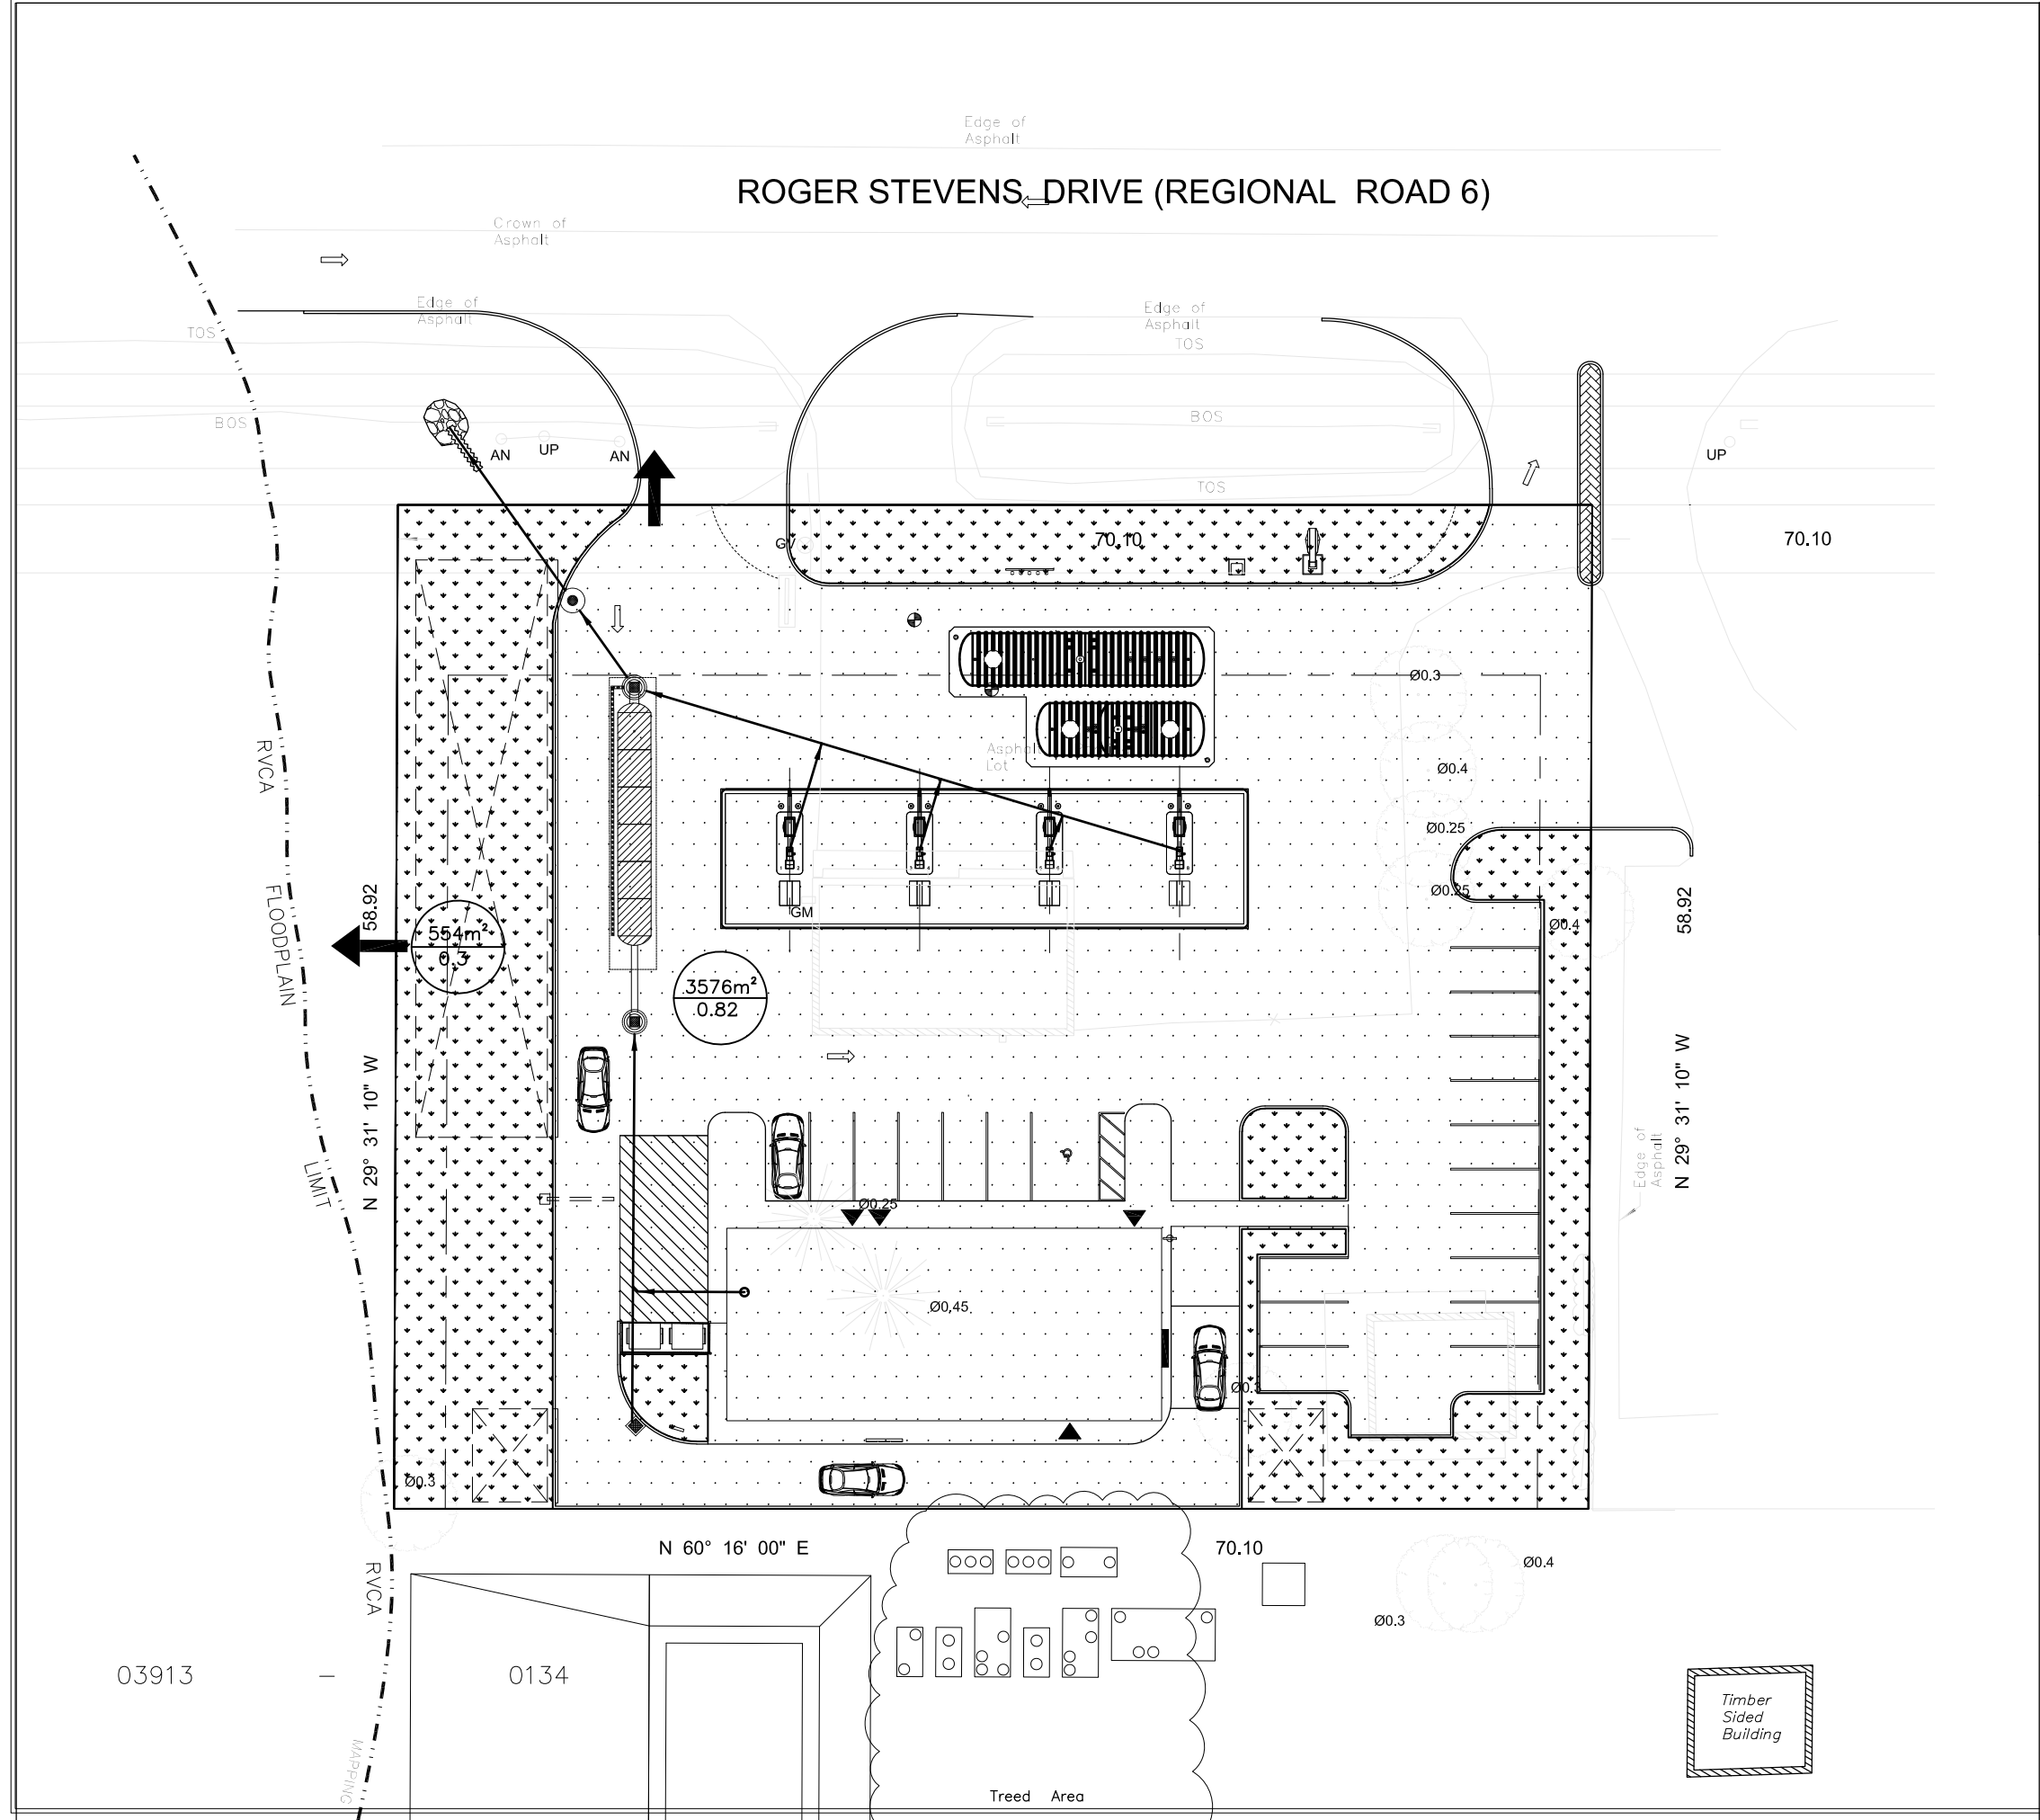 Edge of
Asphalt
ROGER STEVENS DRIVE (REGIONAL ROAD 6)
Crown of
Asphalt
Edge of
Asphalt
Edge of
Asphalt
TOS
TOS
BOS
BOS
AN
UP
AN
UP
TOS
GV
70.10
70.10
Ø0.3
RVCA
Asphalt
Lot
Ø0.4
Ø0.25
Ø0.25
FLOODPLAIN
58.92
GM
58.92
Ø0.4
554m²
0.3
3576m²
0.82
N 29° 31' 10" W
N 29° 31' 10" W
Edge of
Asphalt
LIMIT
Ø0.25
Ø0.45
Ø0.3
Ø0.3
N 60° 16' 00" E
70.10
Ø0.4
RVCA
Ø0.3
03913 - 0134
Timber
Sided
Building
MAPPING
Treed Area